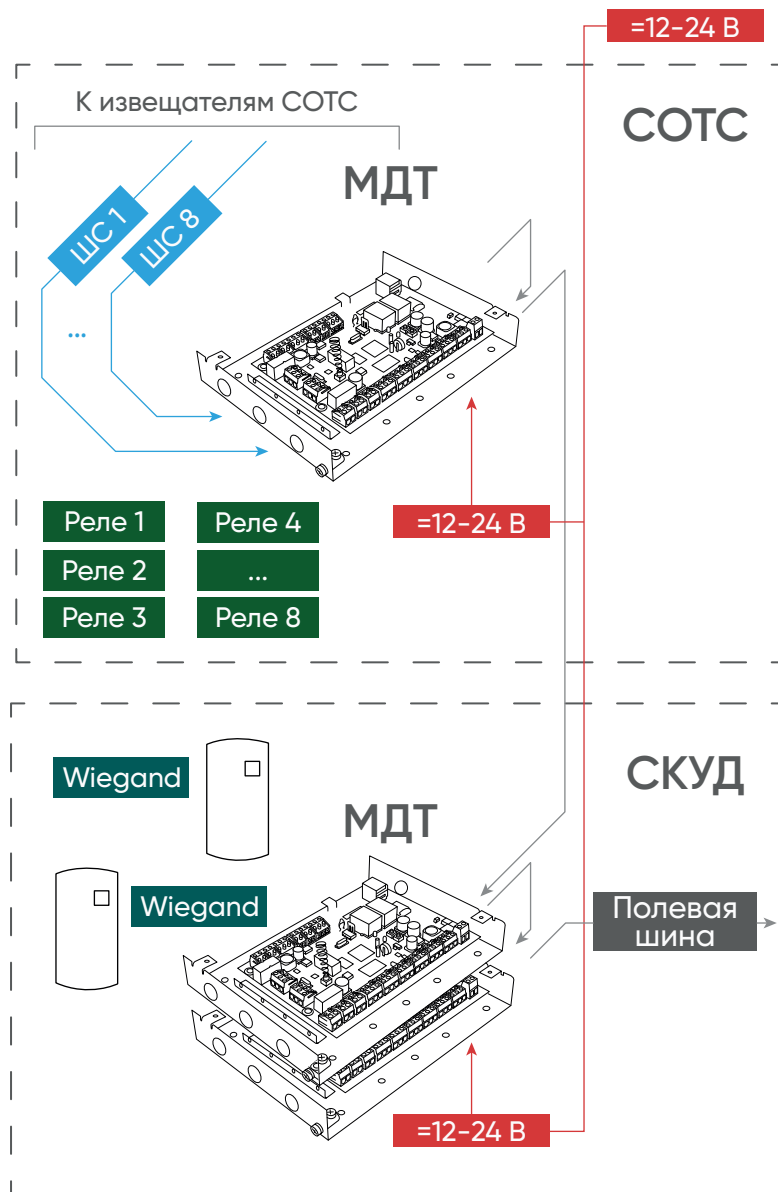 =12-24 В
К извещателям СОТС
СОТС
МДТ
ШС 1
ШС 8
...
=12-24 В
Реле 1
Реле 4
Реле 2
...
Реле 3
Реле 8
СКУД
Wiegand
МДТ
Wiegand
Полевая
шина
=12-24 В